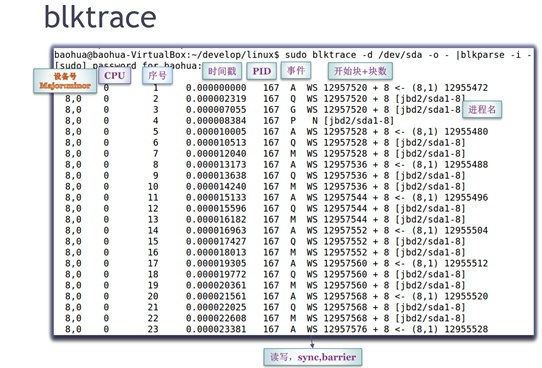 blktrace
baohua@baohua-VirtualBox:~/develop/linux$ sudo blktrace -d /dev/sda -o - |blkparse -i -
[sudo] password for baohua:
设备号
Major:minor
CPU
序号
时间戳
PID
事件
开始块+块数
0 1 0.000000000 167 A WS 12957520 + 8 <- (8,1) 12955472
8,0 0 2 0.000002319 167 Q WS 12957520 + 8 [jbd2/sda1-8]
8,0 0 3 0.000007055 167 G WS 12957520 + 8 [jbd2/sda1-8]
进程名
8,0 0 4 0.000008384 167 P N [jbd2/sda1-8]
8,0 0 5 0.000010005 167 A WS 12957528 + 8 <- (8,1) 12955480
8,0 0 6 0.000010513 167 Q WS 12957528 + 8 [jbd2/sda1-8]
8,0 0 7 0.000012040 167 M WS 12957528 + 8 [jbd2/sda1-8]
8,0 0 8 0.000013173 167 A WS 12957536 + 8 <- (8,1) 12955488
8,0 0 9 0.000013638 167 Q WS 12957536 + 8 [jbd2/sda1-8]
8,0 0 10 0.000014240 167 M WS 12957536 + 8 [jbd2/sda1-8]
8,0 0 11 0.000015133 167 A WS 12957544 + 8 <- (8,1) 12955496
8,0 0 12 0.000015596 167 Q WS 12957544 + 8 [jbd2/sda1-8]
8,0 0 13 0.000016182 167 M WS 12957544 + 8 [jbd2/sda1-8]
8,0 0 14 0.000016963 167 A WS 12957552 + 8 <- (8,1) 12955504
8,0 0 15 0.000017427 167 Q WS 12957552 + 8 [jbd2/sda1-8]
8,0 0 16 0.000018013 167 M WS 12957552 + 8 [jbd2/sda1-8]
8,0 0 17 0.000019305 167 A WS 12957560 + 8 <- (8,1) 12955512
8,0 0 18 0.000019772 167 Q WS 12957560 + 8 [jbd2/sda1-8]
8,0 0 19 0.000020361 167 M WS 12957560 + 8 [jbd2/sda1-8]
8,0 0 20 0.000021561 167 A WS 12957568 + 8 <- (8,1) 12955520
8,0 0 21 0.000022025 167 Q WS 12957568 + 8 [jbd2/sda1-8]
8,0 0 22 0.000022608 167 M WS 12957568 + 8 [jbd2/sda1-8]
8,0 0 23 0.000023381 167 A WS 12957576 + 8 <- (8,1) 12955528
读写，sync,barrier